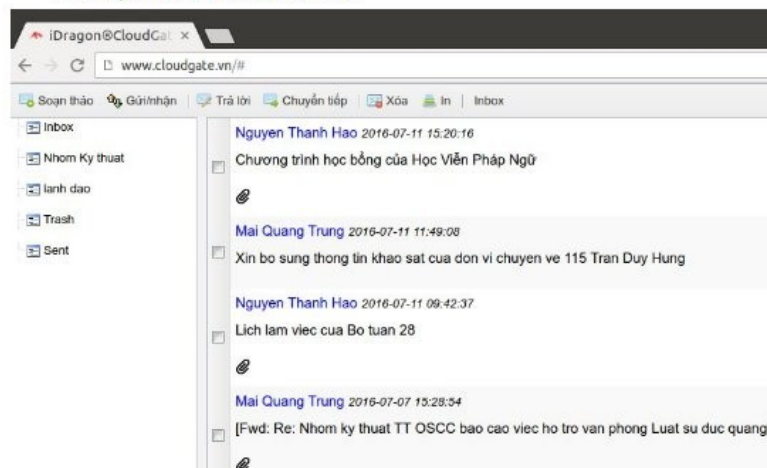 iDragon®CloudGat ×
www.cloudgate.vn/#
Soạn thảo Gửi/nhận Trả lời Chuyển tiếp Xóa In | Inbox
Inbox
Nhom Ky thuat
lanh dao
Trash
Sent
Nguyen Thanh Hao 2016-07-11 15:20:16
Chương trình học bổng của Học Viễn Pháp Ngữ
Mai Quang Trung 2016-07-11 11:49:08
Xin bo sung thong tin khao sat cua don vi chuyen ve 115 Tran Duy Hung
Nguyen Thanh Hao 2016-07-11 09:42:37
Lich lam viec cua Bo tuan 28
Mai Quang Trung 2016-07-07 15:28:54
[Fwd: Re: Nhom ky thuat TT OSCC bao cao viec ho tro van phong Luat su duc quang